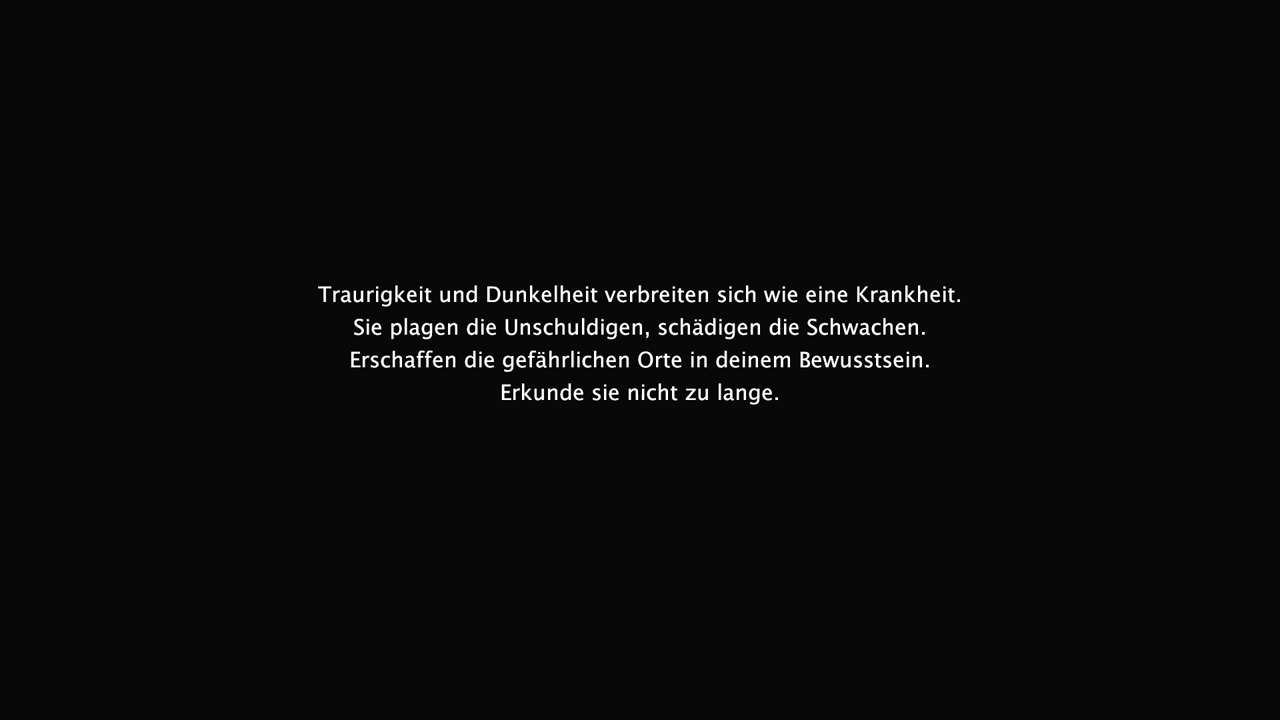 Traurigkeit und Dunkelheit verbreiten sich wie eine Krankheit.
Sie plagen die Unschuldigen, schädigen die Schwachen.
Erschaffen die gefährlichen Orte in deinem Bewusstsein.
Erkunde sie nicht zu lange.